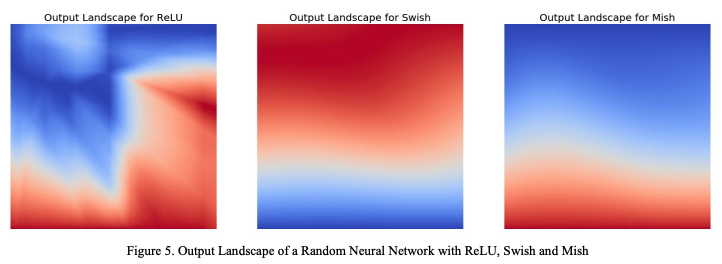 Output Landscape for ReLU
Output Landscape for Swish
Output Landscape for Mish
Figure 5. Output Landscape of a Random Neural Network with ReLU, Swish and Mish